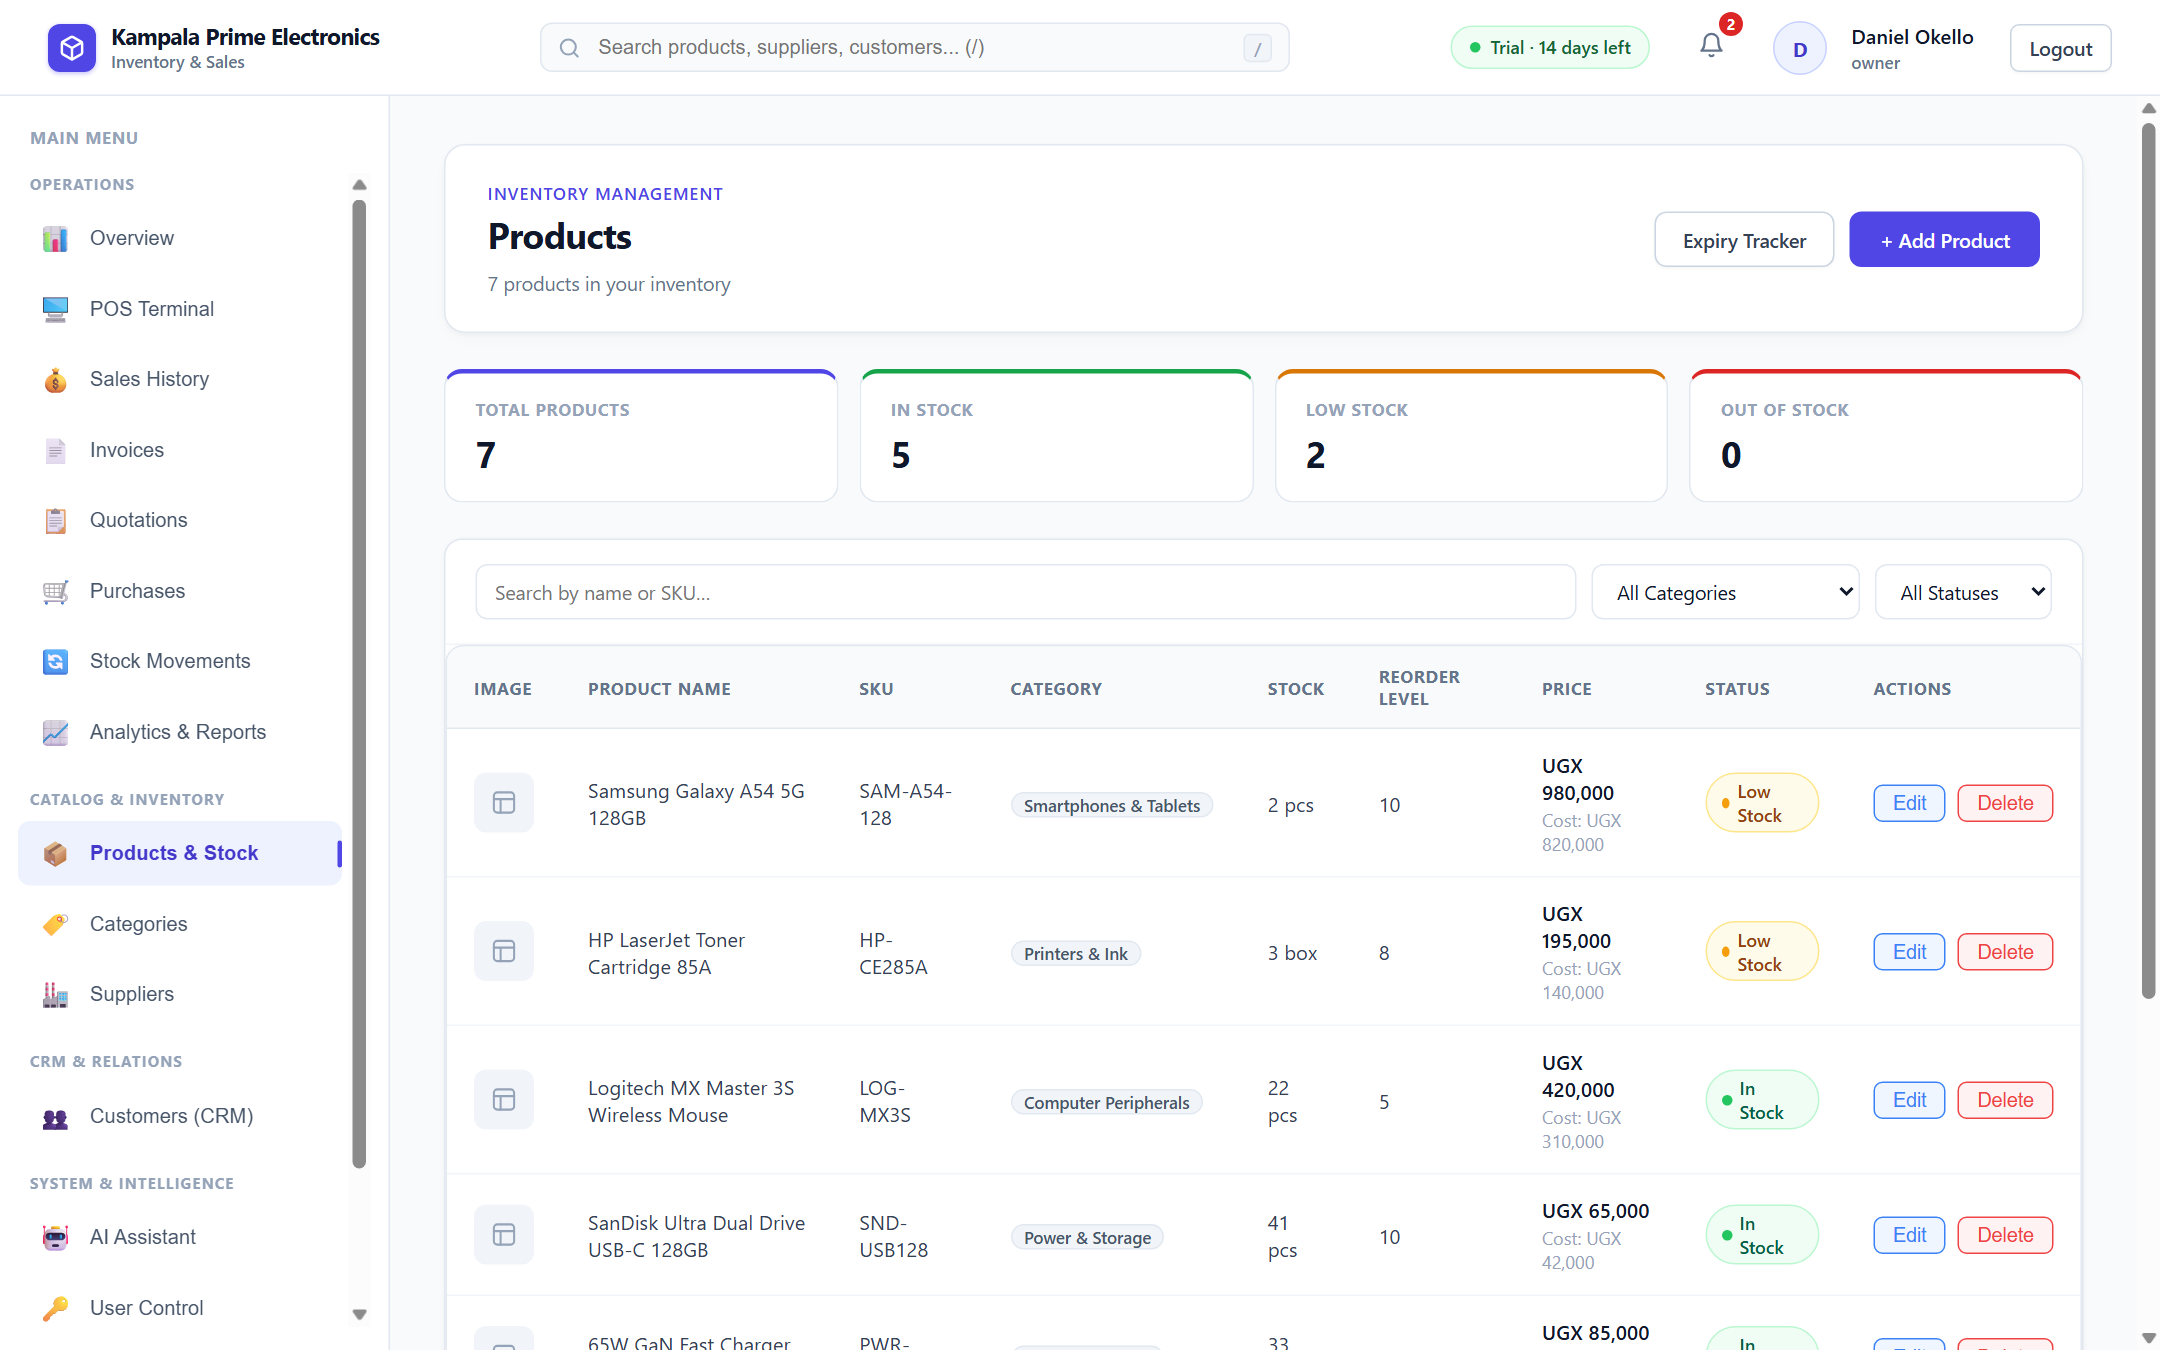 Kampala Prime Electronics
Inventory & Sales
Search products, suppliers, customers... (/)
/
Trial · 14 days left
2
D
Daniel Okello
owner
Logout
MAIN MENU
OPERATIONS
Overview
POS Terminal
Sales History
Invoices
Quotations
Purchases
Stock Movements
Analytics & Reports
CATALOG & INVENTORY
Products & Stock
Categories
Suppliers
CRM & RELATIONS
Customers (CRM)
SYSTEM & INTELLIGENCE
AI Assistant
User Control
INVENTORY MANAGEMENT
Products
7 products in your inventory
Expiry Tracker
+ Add Product
TOTAL PRODUCTS
7
IN STOCK
5
LOW STOCK
2
OUT OF STOCK
0
Search by name or SKU...
All Categories
All Statuses
IMAGE
PRODUCT NAME
SKU
CATEGORY
STOCK
REORDER
LEVEL
PRICE
STATUS
ACTIONS
Samsung Galaxy A54 5G
128GB
SAM-A54-
128
Smartphones & Tablets
2 pcs
10
UGX
980,000
Cost: UGX
820,000
Low
Stock
Edit
Delete
HP LaserJet Toner
Cartridge 85A
HP-
CE285A
Printers & Ink
3 box
8
UGX
195,000
Cost: UGX
140,000
Low
Stock
Edit
Delete
Logitech MX Master 3S
Wireless Mouse
LOG-
MX3S
Computer Peripherals
22
pcs
5
UGX
420,000
Cost: UGX
310,000
In
Stock
Edit
Delete
SanDisk Ultra Dual Drive
USB-C 128GB
SND-
USB128
Power & Storage
41
pcs
10
UGX 65,000
Cost: UGX
42,000
In
Stock
Edit
Delete
65W GaN Fast Charger
PWR-
33
UGX 85,000
In